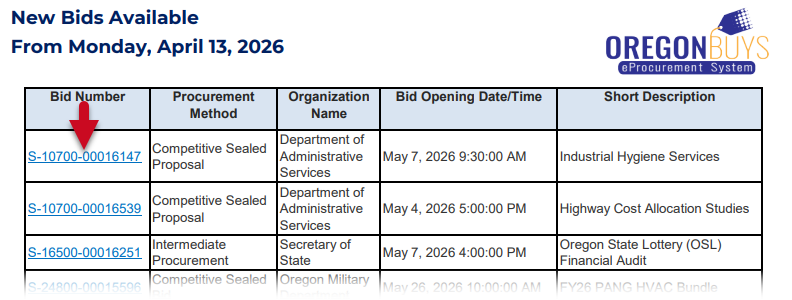 New Bids Available
From Monday, April 13, 2026
OREGONBUYS
eProcurement System
Bid Number
Procurement
Method
Organization
Name
Bid Opening Date/Time
Short Description
S-10700-00016147
Competitive Sealed
Proposal
Department of
Administrative
Services
May 7, 2026 9:30:00 AM
Industrial Hygiene Services
S-10700-00016539
Competitive Sealed
Proposal
Department of
Administrative
Services
May 4, 2026 5:00:00 PM
Highway Cost Allocation Studies
S-16500-00016251
Intermediate
Procurement
Secretary of
State
May 7, 2026 4:00:00 PM
Oregon State Lottery (OSL)
Financial Audit
S-24800-00015596
Competitive Sealed
Oregon Military
May 26, 2026 10:00:00 AM
FY26 PANG HVAC Bundle